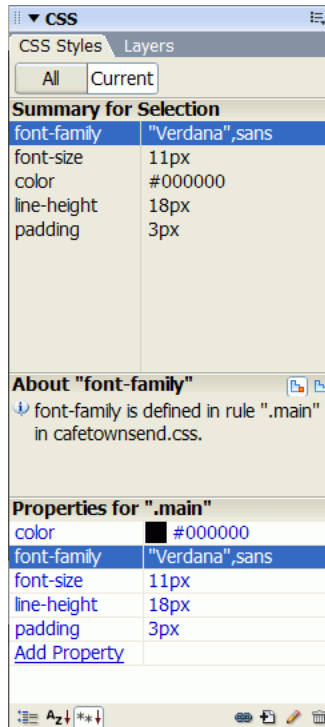 CSS
CSS Styles Layers
All Current
Summary for Selection
font-family "Verdana",sans
font-size 11px
color #000000
line-height 18px
padding 3px
About "font-family"
font-family is defined in rule ".main"
in cafetownsend.css.
Properties for ".main"
color #000000
font-family "Verdana",sans
font-size 11px
line-height 18px
padding 3px
Add Property
Az↓ **↓